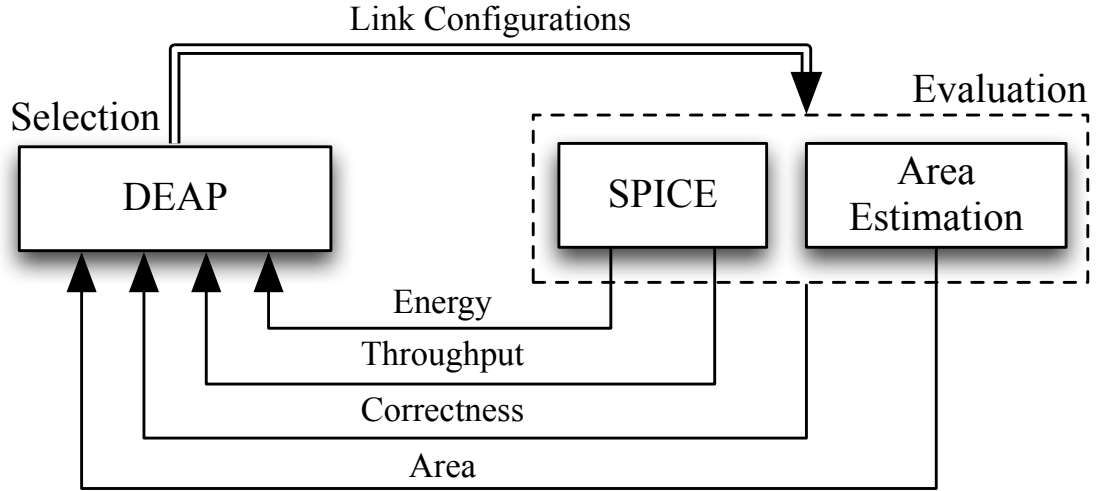 Link Configurations
Selection
Evaluation
DEAP
SPICE
Area
Estimation
Energy
Throughput
Correctness
Area